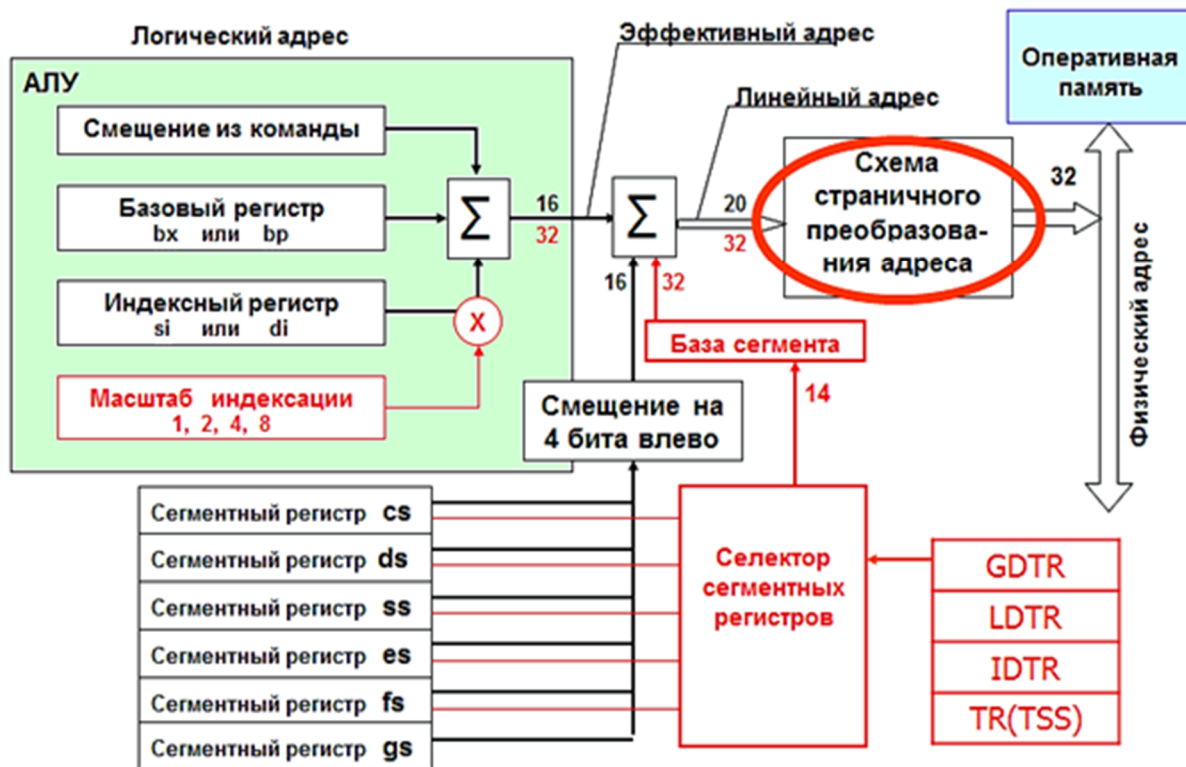 Логический адрес
Эффективный адрес
АЛУ
Оперативная
память
Линейный адрес
Смещение из команды
Базовый регистр
bx или bp
Индексный регистр
si или di
Масштаб индексации
1, 2, 4, 8
Σ
X
16
32
Σ
16
32
20
32
Схема
страничного
преобразова-
ния адреса
32
Физический адрес
База сегмента
14
Смещение на
4 бита влево
Сегментный регистр cs
Сегментный регистр ds
Сегментный регистр ss
Сегментный регистр es
Сегментный регистр fs
Сегментный регистр gs
Селектор
сегментных
регистров
GDTR
LDTR
IDTR
TR(TSS)